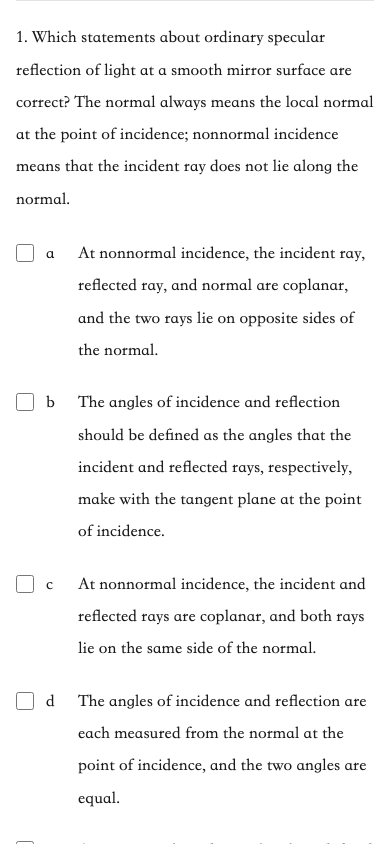 1. Which statements about ordinary specular
reflection of light at a smooth mirror surface are
correct? The normal always means the local normal
at the point of incidence; nonnormal incidence
means that the incident ray does not lie along the
normal.
a At nonnormal incidence, the incident ray,
reflected ray, and normal are coplanar,
and the two rays lie on opposite sides of
the normal.
b The angles of incidence and reflection
should be defined as the angles that the
incident and reflected rays, respectively,
make with the tangent plane at the point
of incidence.
c At nonnormal incidence, the incident and
reflected rays are coplanar, and both rays
lie on the same side of the normal.
d The angles of incidence and reflection are
each measured from the normal at the
point of incidence, and the two angles are
equal.